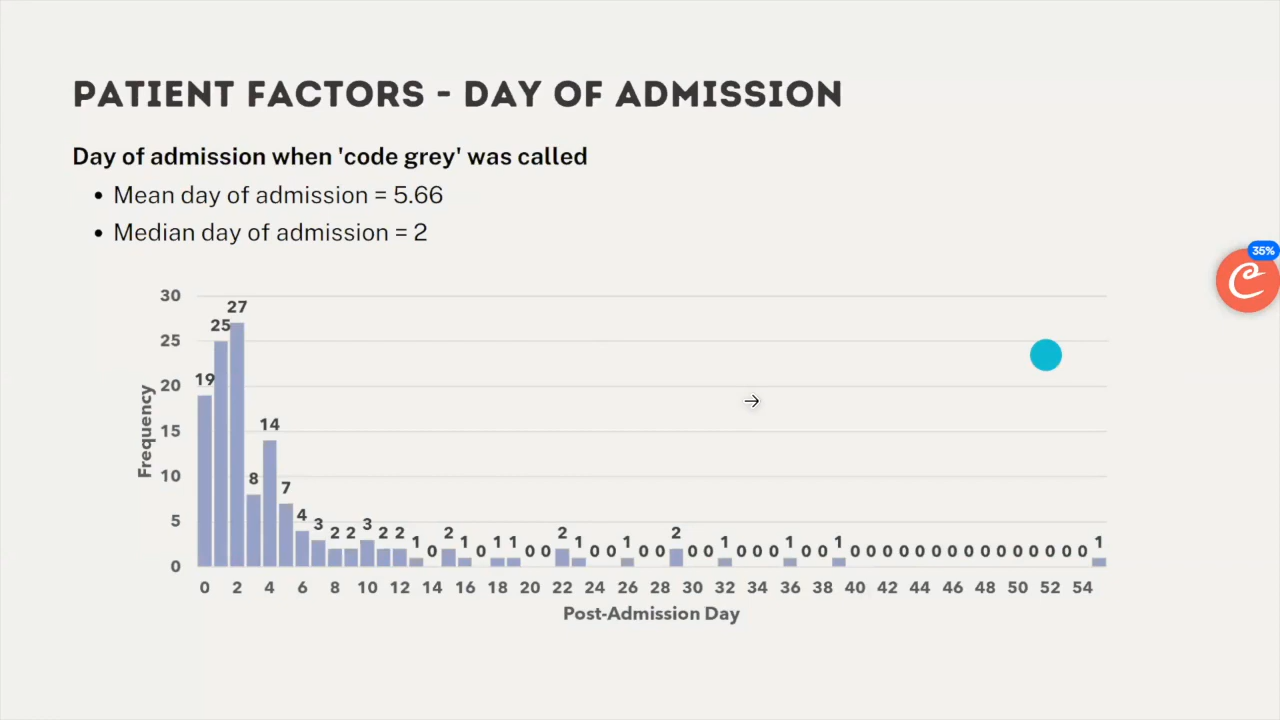 PATIENT FACTORS - DAY OF ADMISSION
Day of admission when 'code grey' was called
• Mean day of admission = 5.66
• Median day of admission = 2
35%
30
25
20
15
10
5
0
Frequency
19 25 27 8 14 7 4 3 2 2 3 2 2 1 0 2 1 0 1 1 0 0 2 1 0 0 1 0 0 2 0 0 1 0 0 0 1 0 0 1 0 0 0 0 0 0 0 0 0 0 0 0 0 0 0 1
0 2 4 6 8 10 12 14 16 18 20 22 24 26 28 30 32 34 36 38 40 42 44 46 48 50 52 54
Post-Admission Day